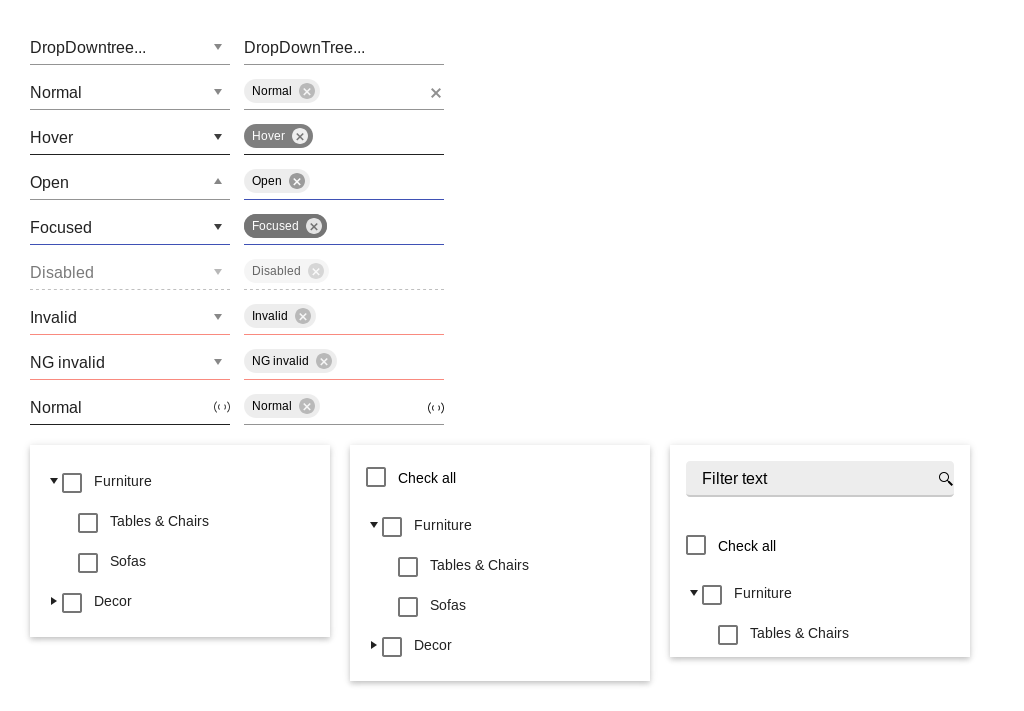 DropDowntree... DropDownTree...
Normal Normal
Hover Hover
Open Open
Focused Focused
Disabled Disabled
Invalid Invalid
NG invalid NG invalid
Normal Normal
Furniture
Tables & Chairs
Sofas
Decor
Check all
Furniture
Tables & Chairs
Sofas
Decor
Filter text
Check all
Furniture
Tables & Chairs